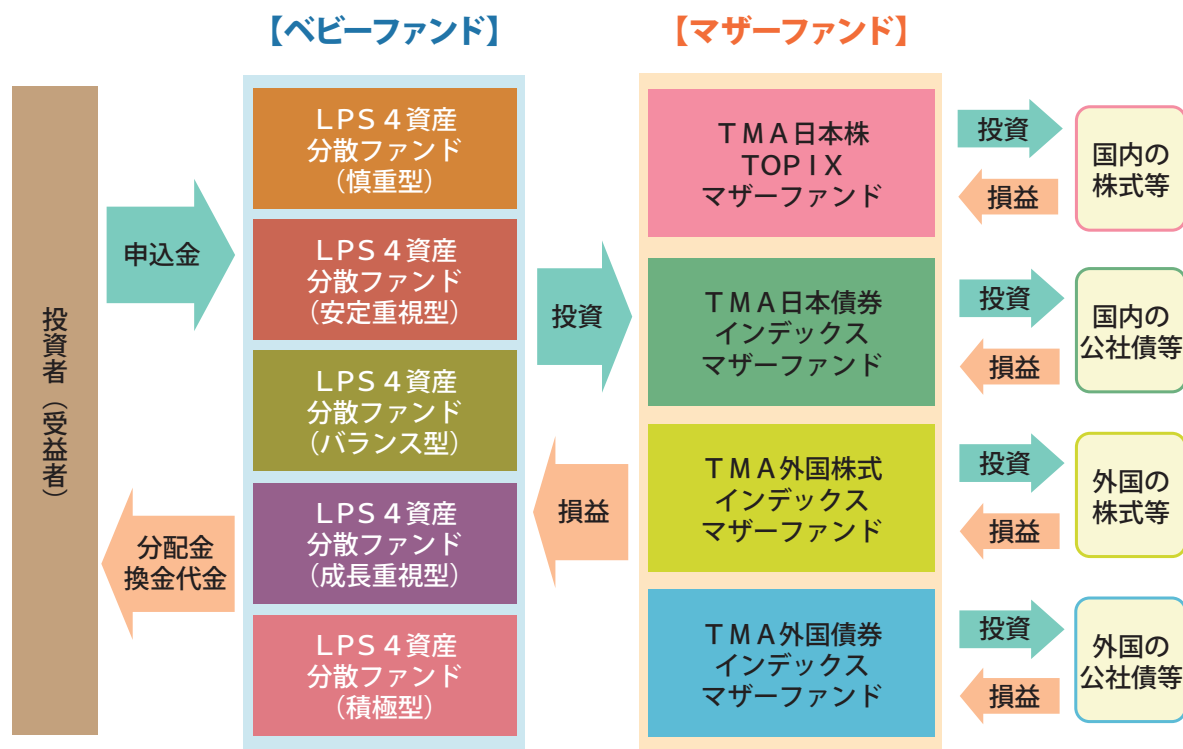 【ベビーファンド】
【マザーファンド】
投資者（受益者）
申込金
分配金
換金代金
ＬＰＳ４資産
分散ファンド
（慎重型）
ＬＰＳ４資産
分散ファンド
（安定重視型）
ＬＰＳ４資産
分散ファンド
（バランス型）
ＬＰＳ４資産
分散ファンド
（成長重視型）
ＬＰＳ４資産
分散ファンド
（積極型）
投資
損益
ＴＭＡ日本株
TOPIX
マザーファンド
投資
損益
国内の
株式等
ＴＭＡ日本債券
インデックス
マザーファンド
投資
損益
国内の
公社債等
ＴＭＡ外国株式
インデックス
マザーファンド
投資
損益
外国の
株式等
ＴＭＡ外国債券
インデックス
マザーファンド
投資
損益
外国の
公社債等